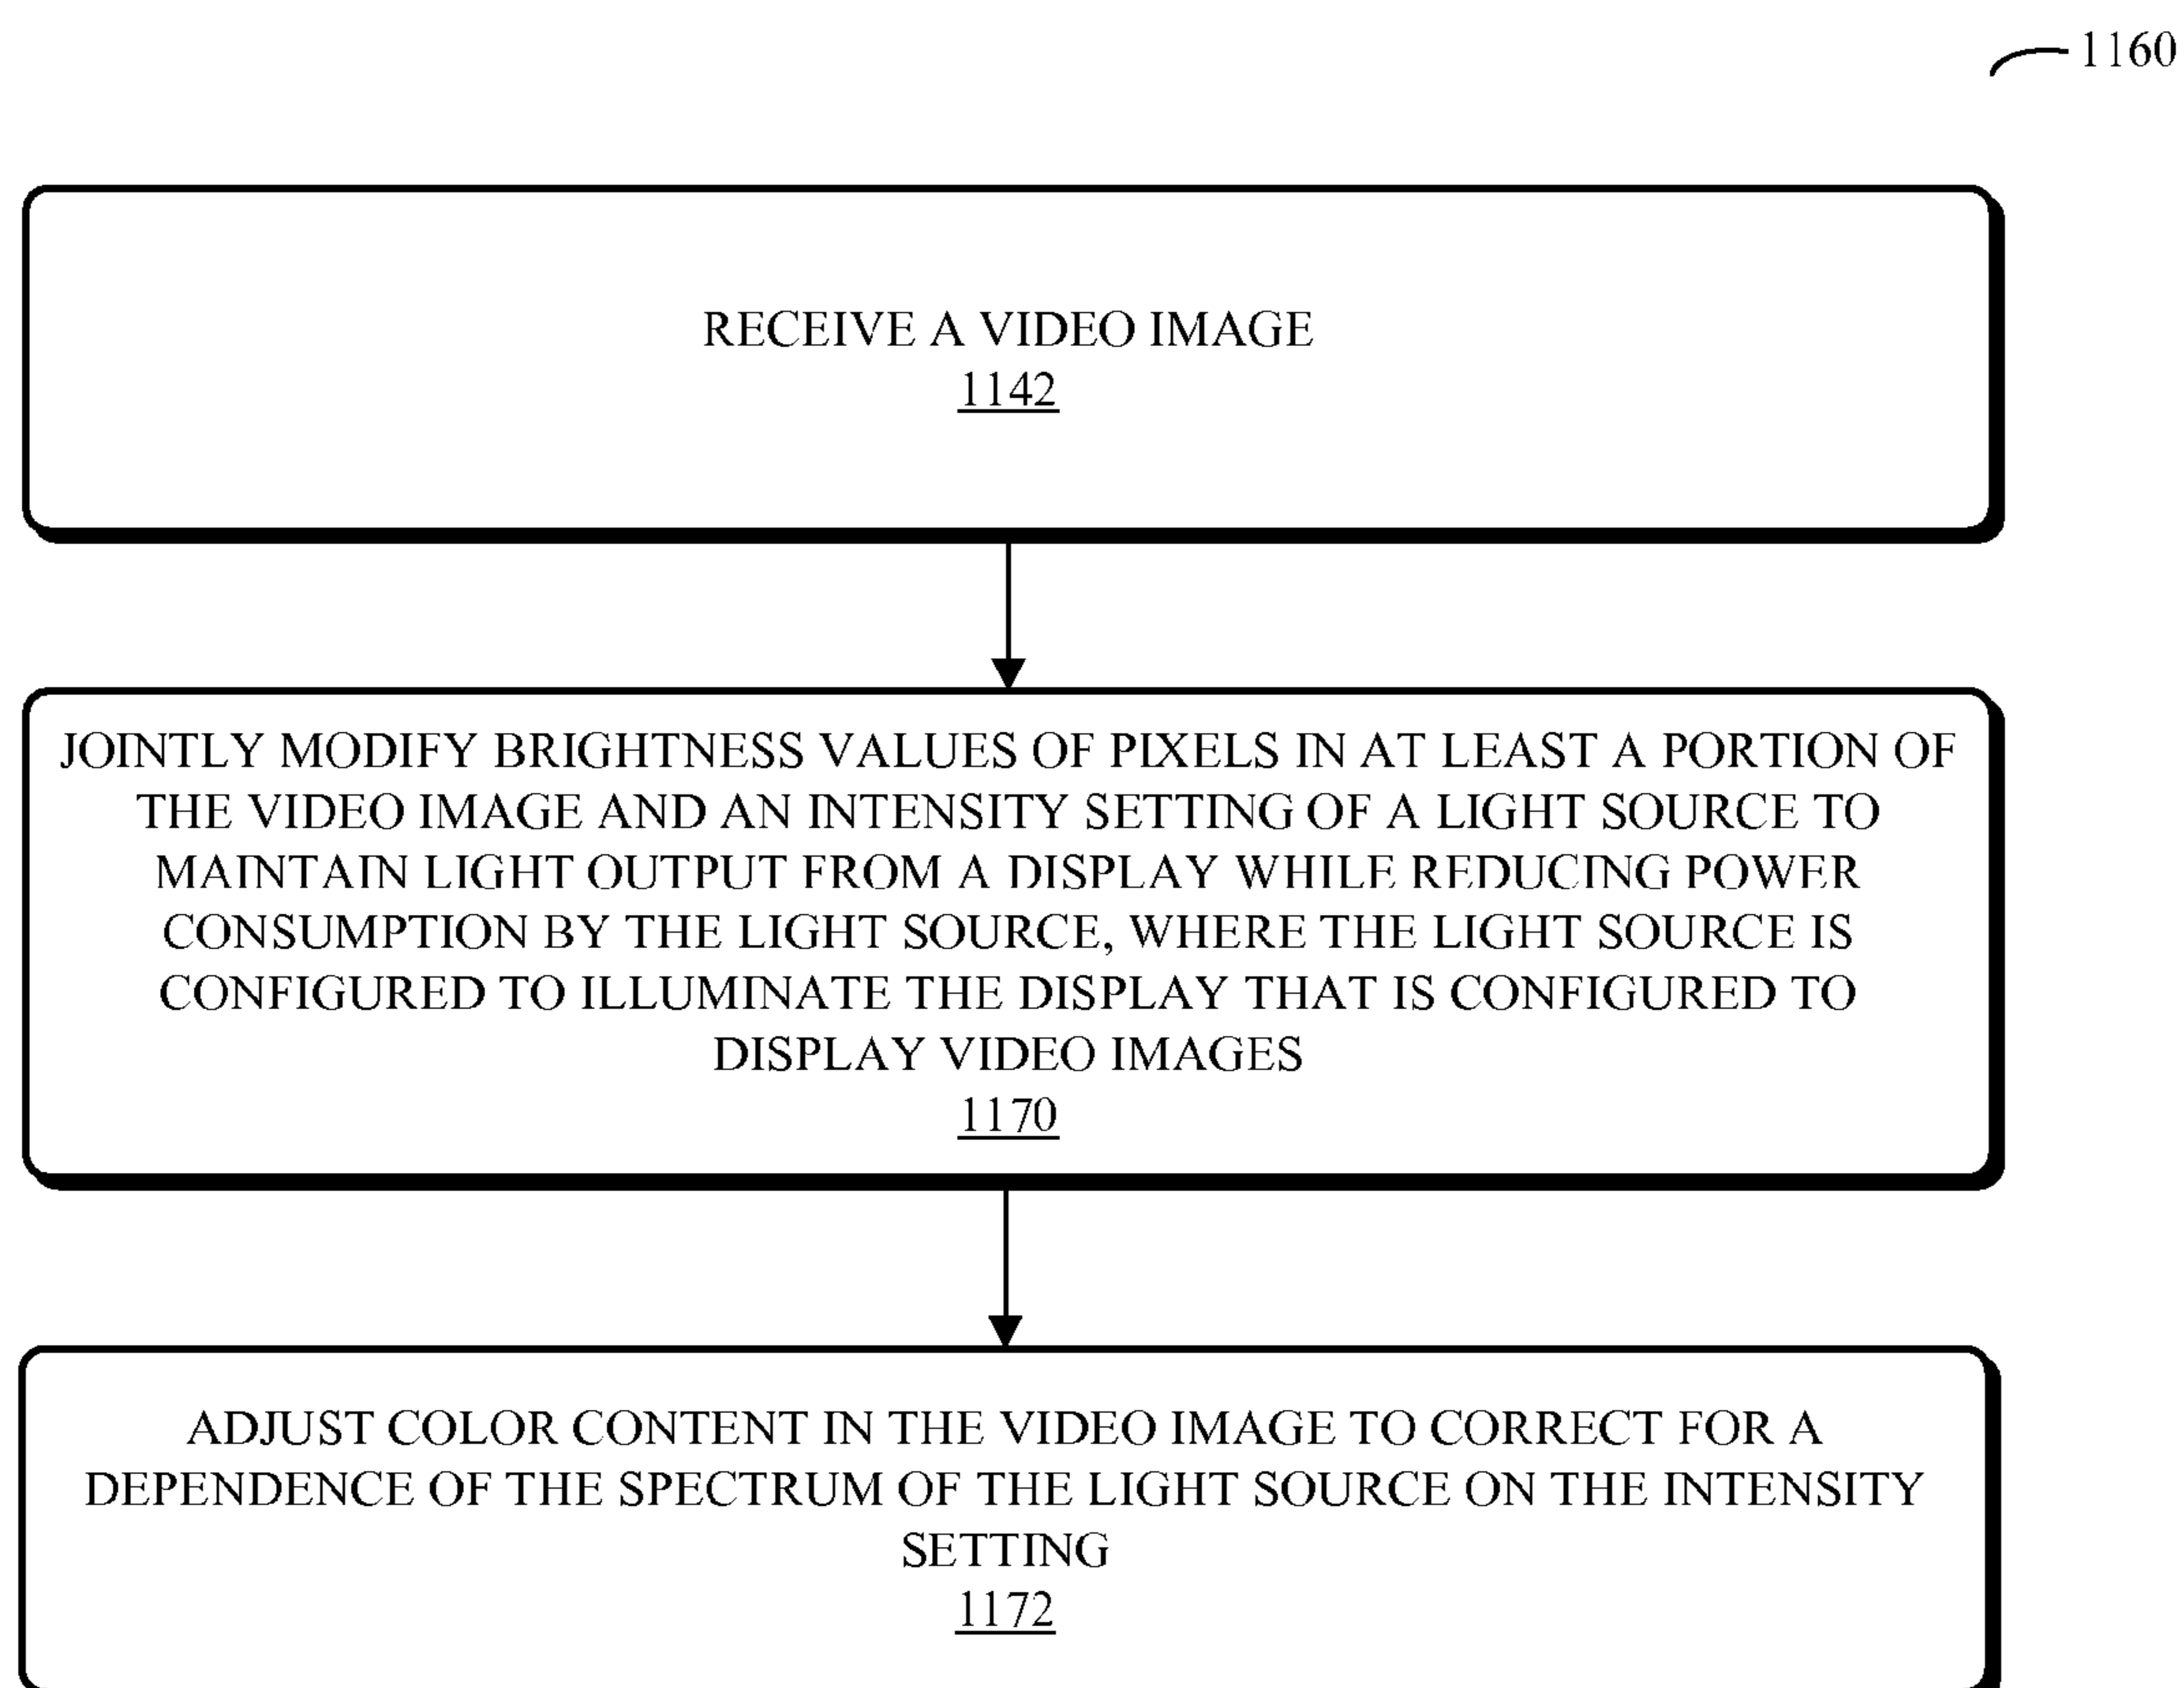 1160
RECEIVE A VIDEO IMAGE
1142
JOINTLY MODIFY BRIGHTNESS VALUES OF PIXELS IN AT LEAST A PORTION OF
THE VIDEO IMAGE AND AN INTENSITY SETTING OF A LIGHT SOURCE TO
MAINTAIN LIGHT OUTPUT FROM A DISPLAY WHILE REDUCING POWER
CONSUMPTION BY THE LIGHT SOURCE, WHERE THE LIGHT SOURCE IS
CONFIGURED TO ILLUMINATE THE DISPLAY THAT IS CONFIGURED TO
DISPLAY VIDEO IMAGES
1170
ADJUST COLOR CONTENT IN THE VIDEO IMAGE TO CORRECT FOR A
DEPENDENCE OF THE SPECTRUM OF THE LIGHT SOURCE ON THE INTENSITY
SETTING
1172